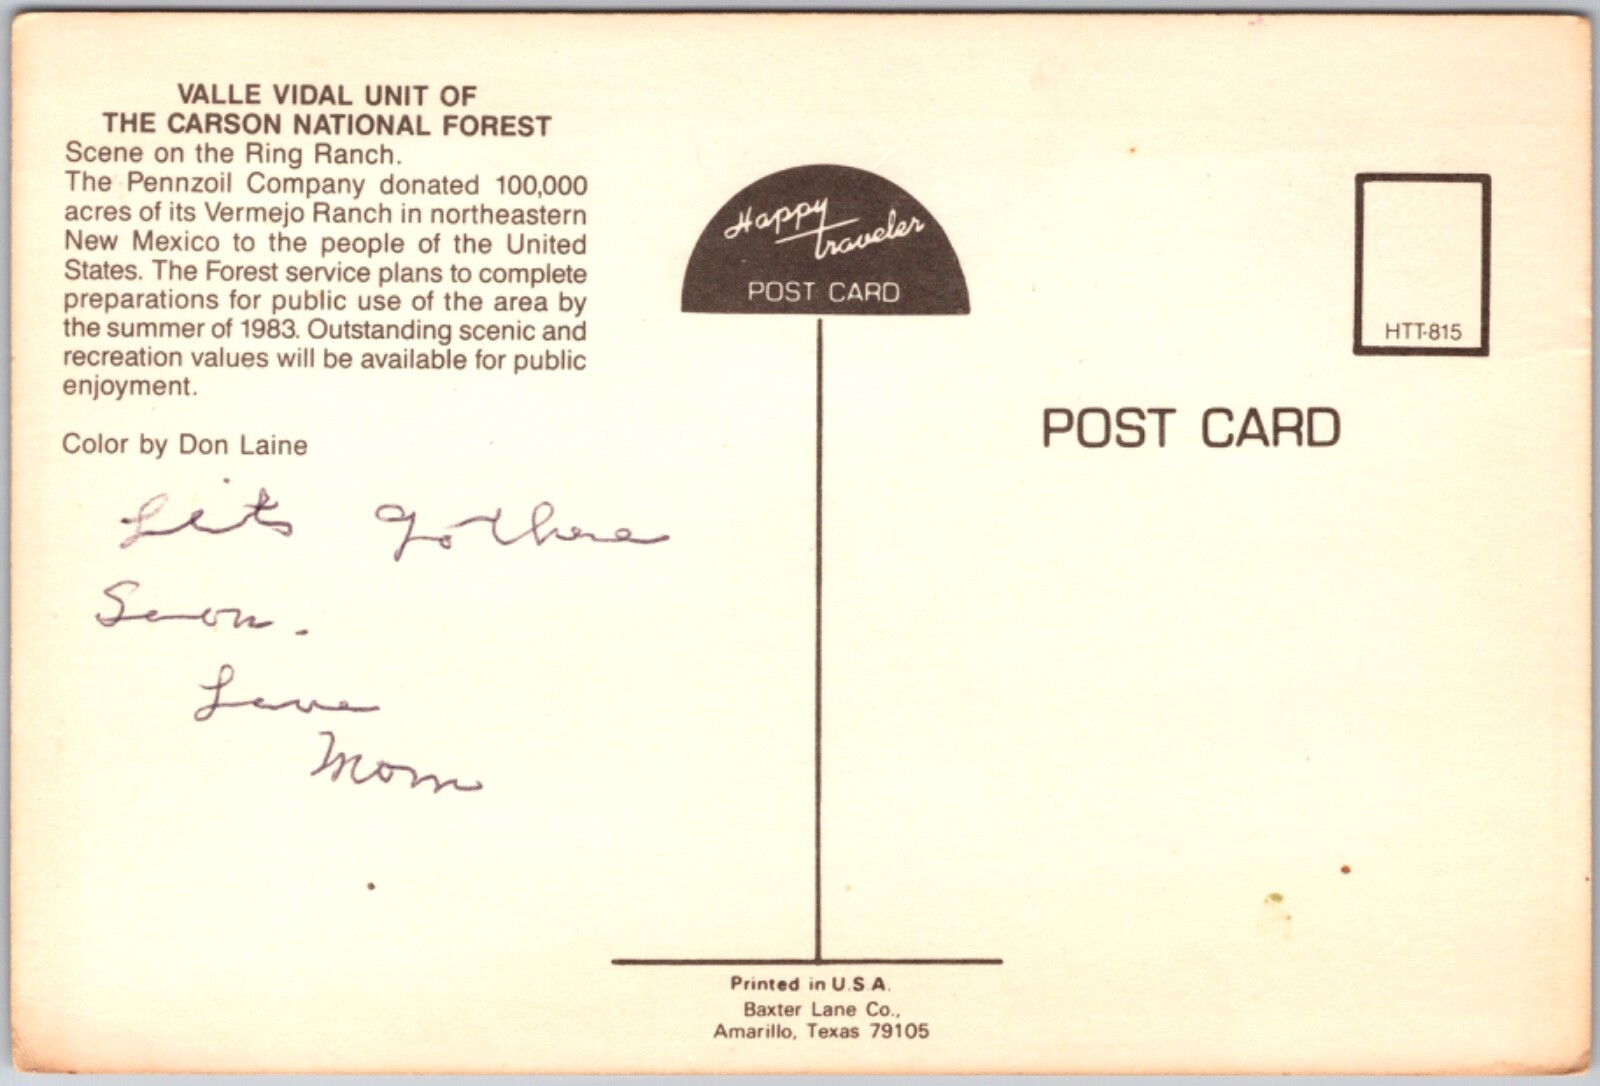 VALLE VIDAL UNIT OF
THE CARSON NATIONAL FOREST
Scene on the Ring Ranch.
The Pennzoil Company donated 100,000
acres of its Vermejo Ranch in northeastern
New Mexico to the people of the United
States. The Forest service plans to complete
preparations for public use of the area by
the summer of 1983. Outstanding scenic and
recreation values will be available for public
enjoyment.
Color by Don Laine
Lets go there
Soon.
Love
Mom
Happy
Traveler
POST CARD
HTT-815
POST CARD
Printed in U.S.A.
Baxter Lane Co.,
Amarillo, Texas 79105